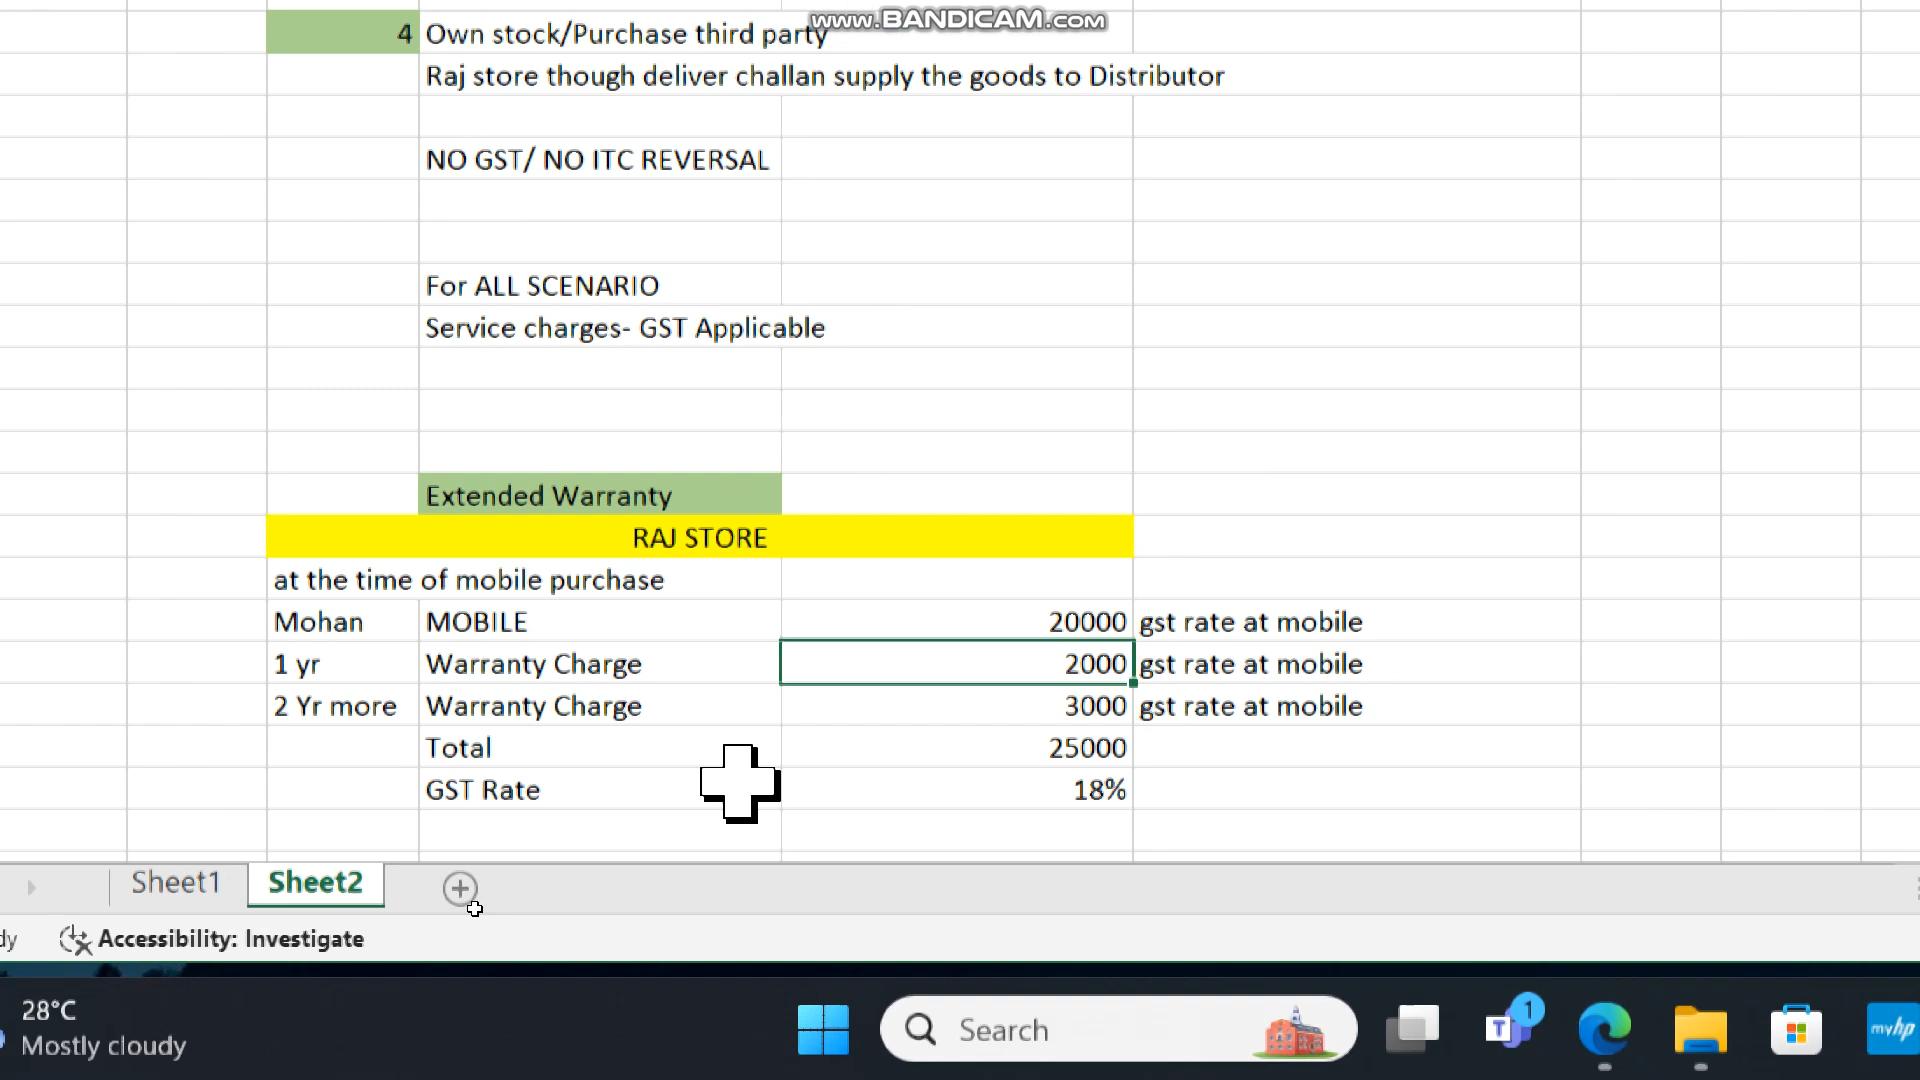 www.BANDICAM.com
4 Own stock/Purchase third party
Raj store though deliver challan supply the goods to Distributor
NO GST/ NO ITC REVERSAL
For ALL SCENARIO
Service charges- GST Applicable
Extended Warranty
RAJ STORE
at the time of mobile purchase
Mohan MOBILE 20000 gst rate at mobile
1 yr Warranty Charge 2000 gst rate at mobile
2 Yr more Warranty Charge 3000 gst rate at mobile
Total 25000
GST Rate 18%
Sheet1 Sheet2
dy Accessibility: Investigate
28°C
Mostly cloudy
Search
T 1
myhp